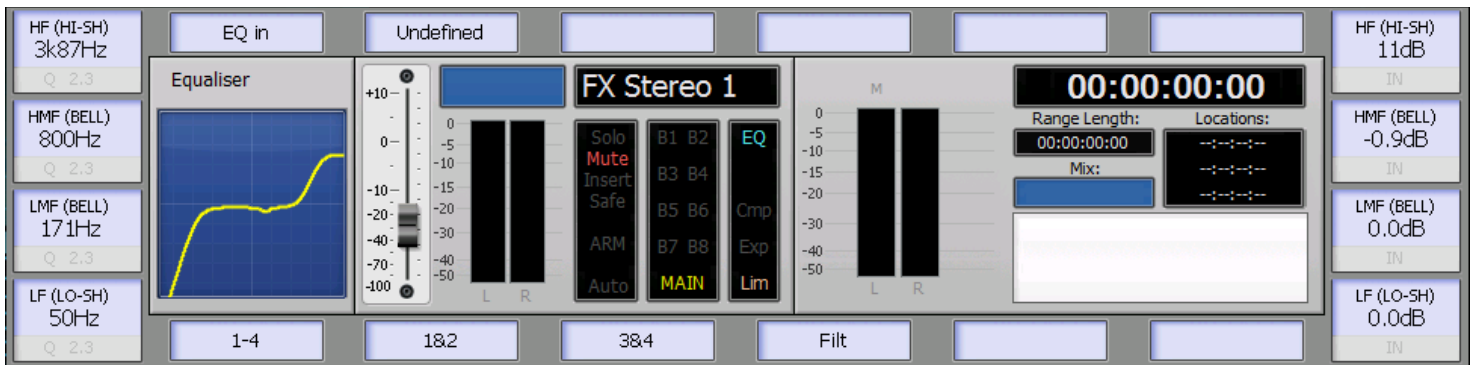 HF (HI-SH)
3k87Hz
Q 2.3
HMF (BELL)
800Hz
Q 2.3
LMF (BELL)
171Hz
Q 2.3
LF (LO-SH)
50Hz
Q 2.3
EQ in
Undefined
Equaliser
+10
0
-10
-20
-40
-70
-100
0
-5
-10
-15
-20
-30
-40
-50
L R
FX Stereo 1
Solo
Mute
Insert
Safe
ARM
Auto
B1 B2
B3 B4
B5 B6
B7 B8
MAIN
EQ
Cmp
Exp
Lim
M
0
-5
-10
-15
-20
-30
-40
-50
L R
00:00:00:00
Range Length:
00:00:00:00
Mix:
Locations:
--:--:--:--
--:--:--:--
--:--:--:--
1-4
1&2
3&4
Filt
HF (HI-SH)
11dB
IN
HMF (BELL)
-0.9dB
IN
LMF (BELL)
0.0dB
IN
LF (LO-SH)
0.0dB
IN